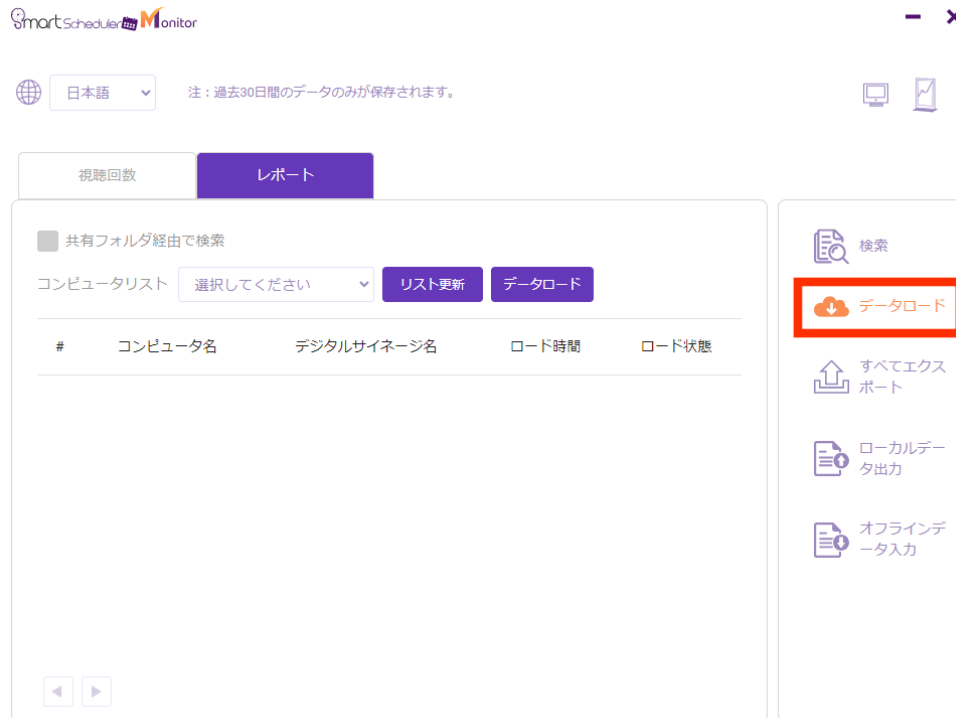 Smart Scheduler Monitor
日本語
注：過去30日間のデータのみが保存されます。
視聴回数
レポート
共有フォルダ経由で検索
コンピュータリスト 選択してください リスト更新 データロード
# コンピュータ名 デジタルサイネージ名 ロード時間 ロード状態
検索
データロード
すべてエクス
ポート
ローカルデー
タ出力
オフラインデ
ータ入力